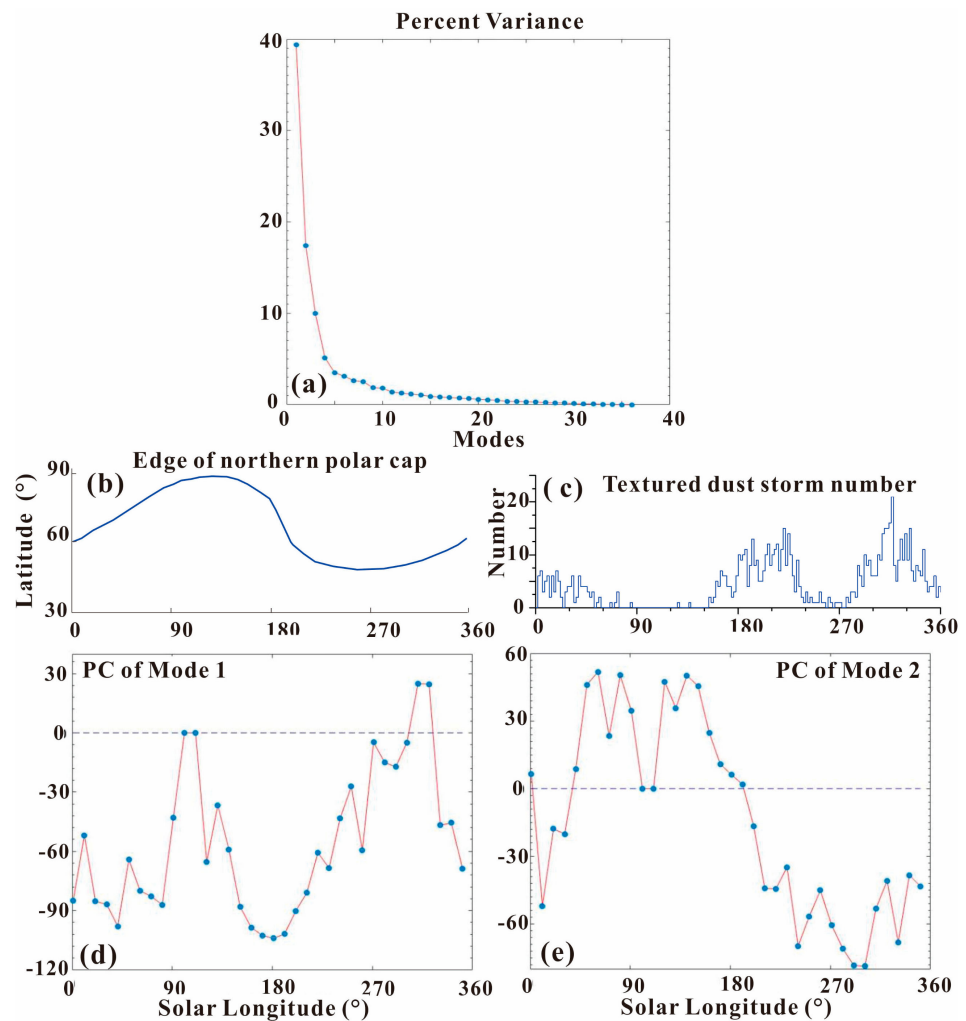 Percent Variance
40
30
20
10
0
(a)
0 10 20 30 40
Modes
Edge of northern polar cap
90
60
30
Latitude (°)
(b)
0 90 180 270 360
Textured dust storm number
20
10
0
Number
( c)
0 90 180 270 360
PC of Mode 1
30
0
-30
-60
-90
-120
(d)
0 90 180 270 360
Solar Longitude (°)
PC of Mode 2
60
30
0
-30
-60
(e)
0 90 180 270 360
Solar Longitude (°)